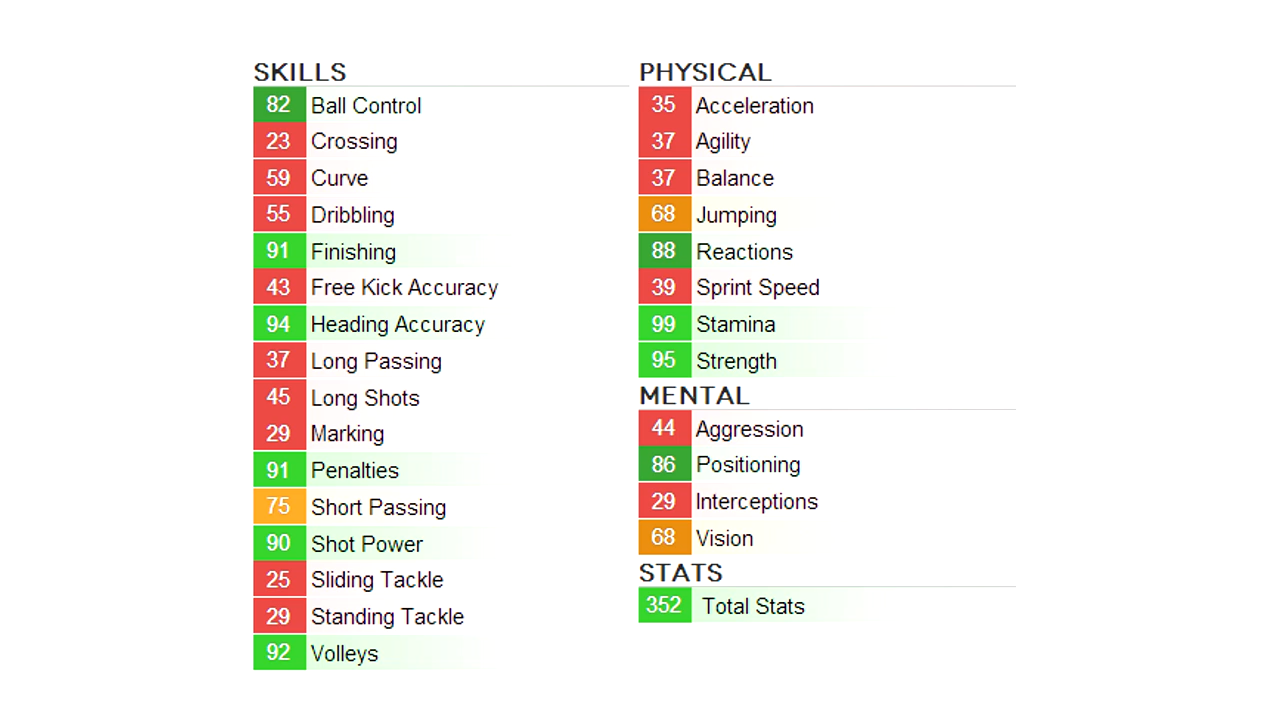 SKILLS
82 Ball Control
23 Crossing
59 Curve
55 Dribbling
91 Finishing
43 Free Kick Accuracy
94 Heading Accuracy
37 Long Passing
45 Long Shots
29 Marking
91 Penalties
75 Short Passing
90 Shot Power
25 Sliding Tackle
29 Standing Tackle
92 Volleys
PHYSICAL
35 Acceleration
37 Agility
37 Balance
68 Jumping
88 Reactions
39 Sprint Speed
99 Stamina
95 Strength
MENTAL
44 Aggression
86 Positioning
29 Interceptions
68 Vision
STATS
352 Total Stats